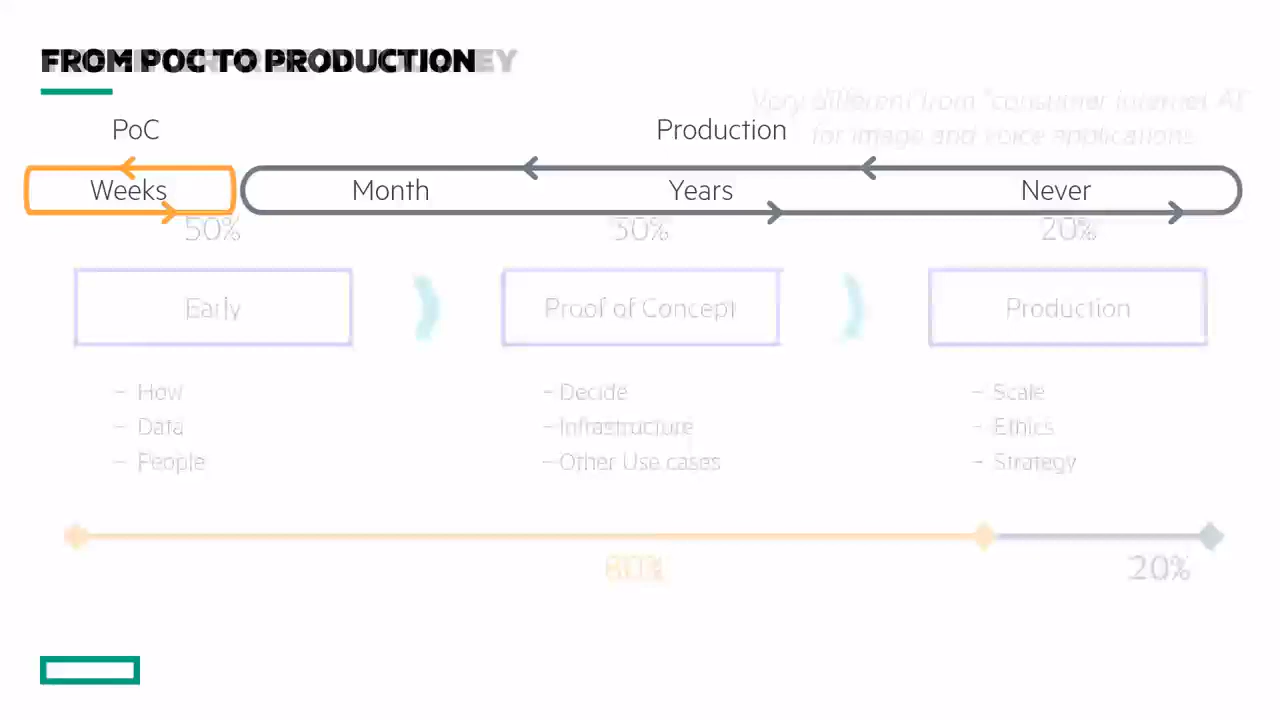 FROM POC TO PRODUCTION
Very different from "consumer internet AI"
for image and voice applications
PoC
Production
Weeks
Month
Years
Never
50%
30%
20%
Early
Proof of Concept
Production
– How
– Data
– People
– Decide
– Infrastructure
– Other Use cases
– Scale
– Ethics
– Strategy
80%
20%